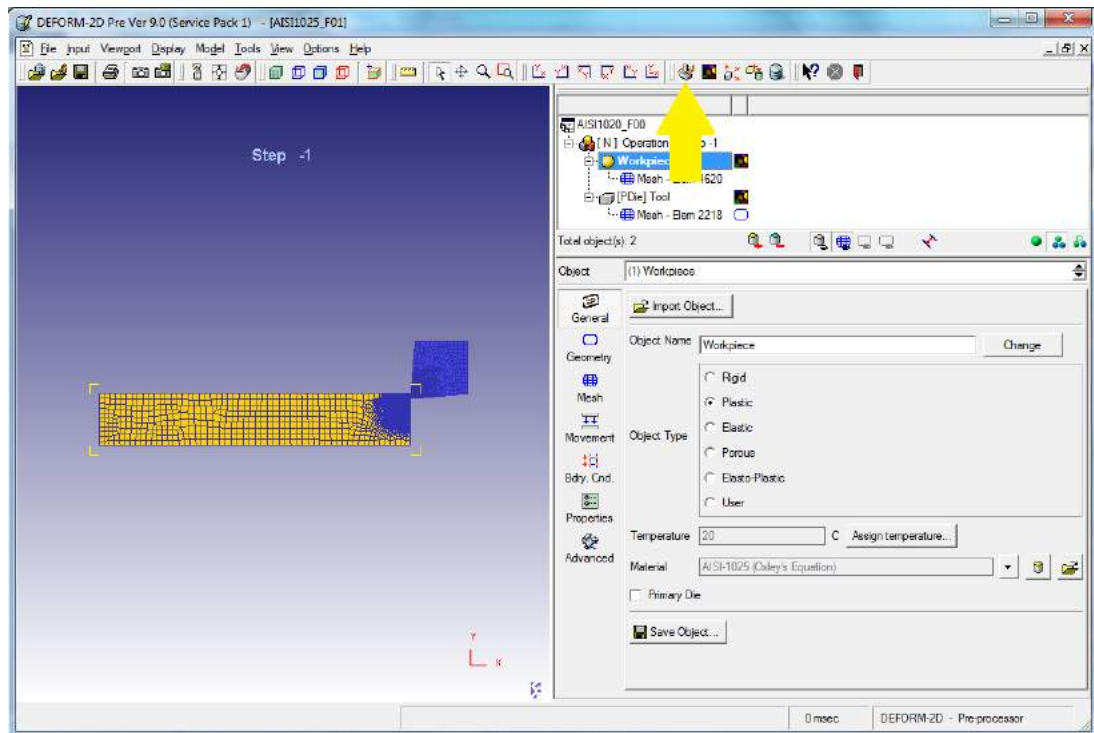 DEFORM-2D Pre Ver 9.0 (Service Pack 1) - [AISI1025_F01]
File Input Viewport Display Model Tools View Options Help
Step -1
AISI1020_F00
[ N ] Operation -1
Workpiece
Mesh - 4620
[PDie] Tool
Mesh - Elem 2218
Total object(s): 2
Object (1) Workpiece
General
Import Object...
Geometry
Object Name Workpiece Change
Mesh
Movement
Bdry. Cnd.
Properties
Advanced
Object Type
Rigid
Plastic
Elastic
Porous
Elasto-Plastic
User
Temperature 20 C Assign temperature...
Material AISI-1025 (Oxley's Equation)
Primary Die
Save Object...
Y
X
0 msec DEFORM-2D - Pre-processor